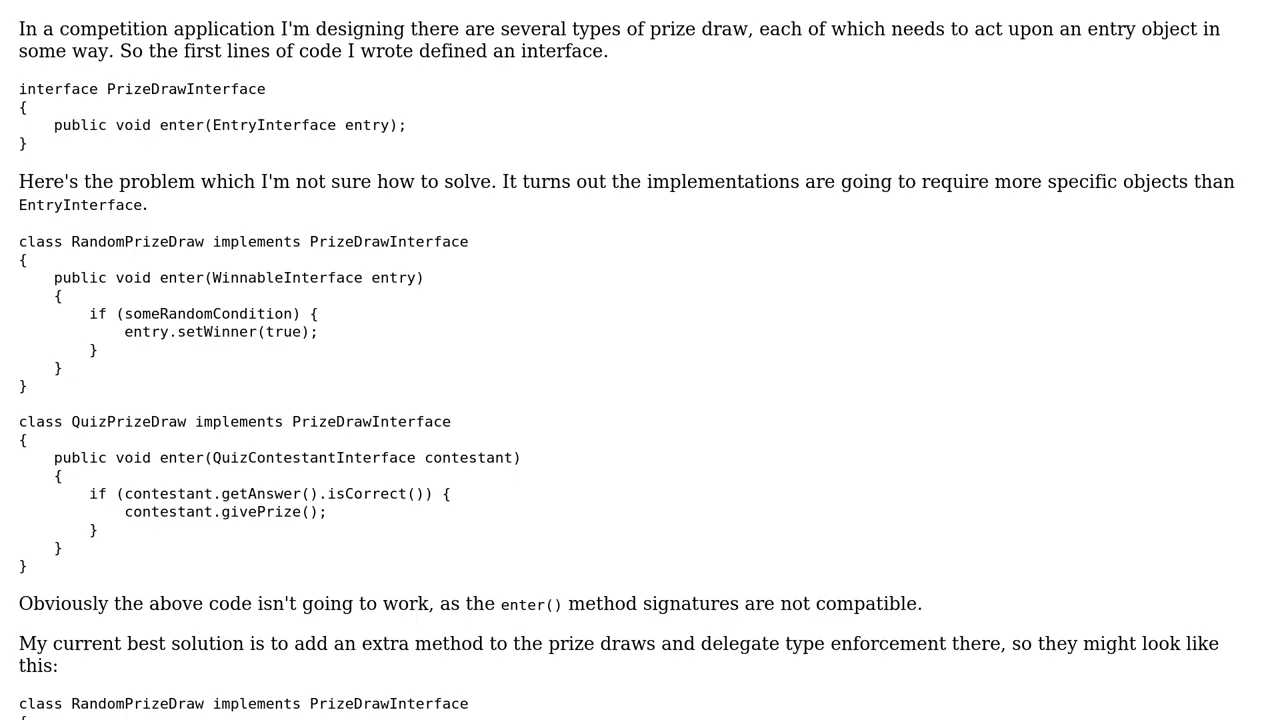 In a competition application I'm designing there are several types of prize draw, each of which needs to act upon an entry object in
some way. So the first lines of code I wrote defined an interface.
interface PrizeDrawInterface
{
    public void enter(EntryInterface entry);
}
Here's the problem which I'm not sure how to solve. It turns out the implementations are going to require more specific objects than
EntryInterface.
class RandomPrizeDraw implements PrizeDrawInterface
{
    public void enter(WinnableInterface entry)
    {
        if (someRandomCondition) {
            entry.setWinner(true);
        }
    }
}
class QuizPrizeDraw implements PrizeDrawInterface
{
    public void enter(QuizContestantInterface contestant)
    {
        if (contestant.getAnswer().isCorrect()) {
            contestant.givePrize();
        }
    }
}
Obviously the above code isn't going to work, as the enter() method signatures are not compatible.
My current best solution is to add an extra method to the prize draws and delegate type enforcement there, so they might look like
this:
class RandomPrizeDraw implements PrizeDrawInterface
{